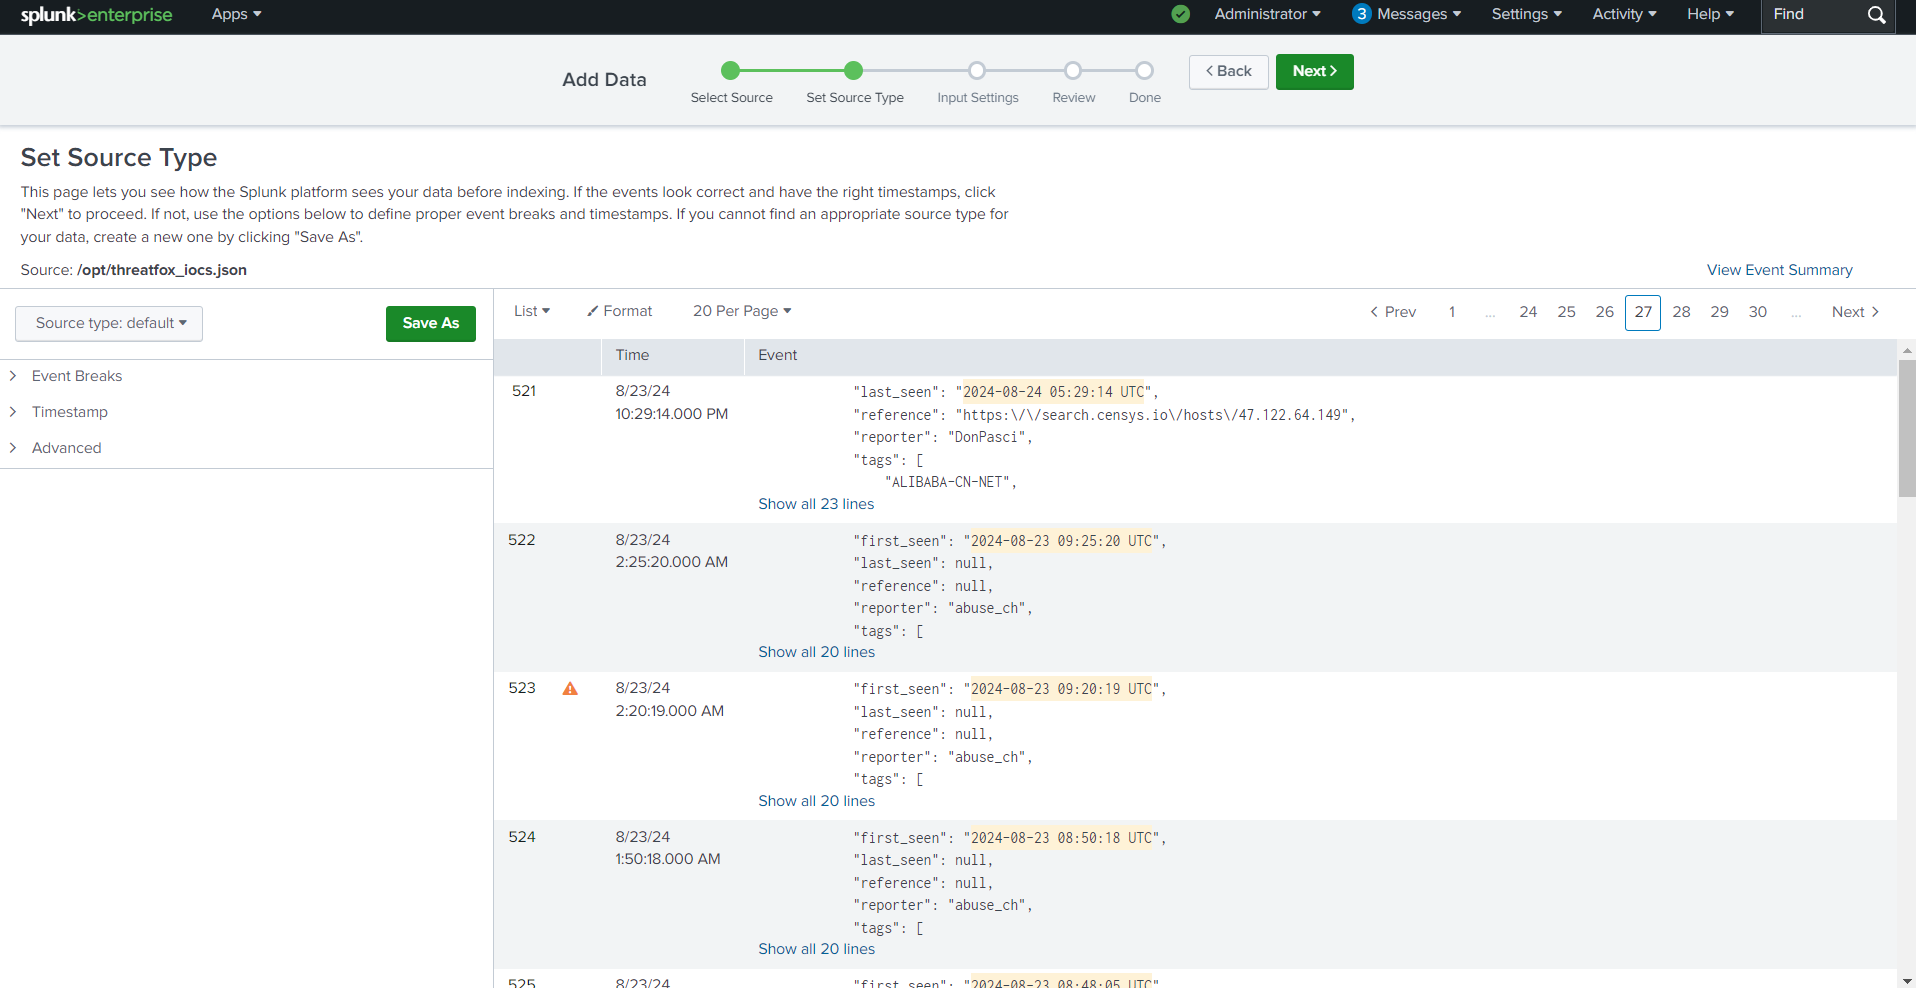 splunk>enterprise Apps Administrator 3 Messages Settings Activity Help Find
Add Data
Select Source Set Source Type Input Settings Review Done
< Back Next >
Set Source Type
This page lets you see how the Splunk platform sees your data before indexing. If the events look correct and have the right timestamps, click
"Next" to proceed. If not, use the options below to define proper event breaks and timestamps. If you cannot find an appropriate source type for
your data, create a new one by clicking "Save As".
Source: /opt/threatfox_iocs.json
View Event Summary
Source type: default
Save As
Event Breaks
Timestamp
Advanced
List Format 20 Per Page
< Prev 1 ... 24 25 26 27 28 29 30 ... Next >
Time Event
521
8/23/24
10:29:14.000 PM
"last_seen": "2024-08-24 05:29:14 UTC",
"reference": "https:\/\/search.censys.io\/hosts\/47.122.64.149",
"reporter": "DonPasci",
"tags": [
"ALIBABA-CN-NET",
Show all 23 lines
522
8/23/24
2:25:20.000 AM
"first_seen": "2024-08-23 09:25:20 UTC",
"last_seen": null,
"reference": null,
"reporter": "abuse_ch",
"tags": [
Show all 20 lines
523
8/23/24
2:20:19.000 AM
"first_seen": "2024-08-23 09:20:19 UTC",
"last_seen": null,
"reference": null,
"reporter": "abuse_ch",
"tags": [
Show all 20 lines
524
8/23/24
1:50:18.000 AM
"first_seen": "2024-08-23 08:50:18 UTC",
"last_seen": null,
"reference": null,
"reporter": "abuse_ch",
"tags": [
Show all 20 lines
525
8/23/24
"first_seen": "2024-08-23 08:48:05 UTC",